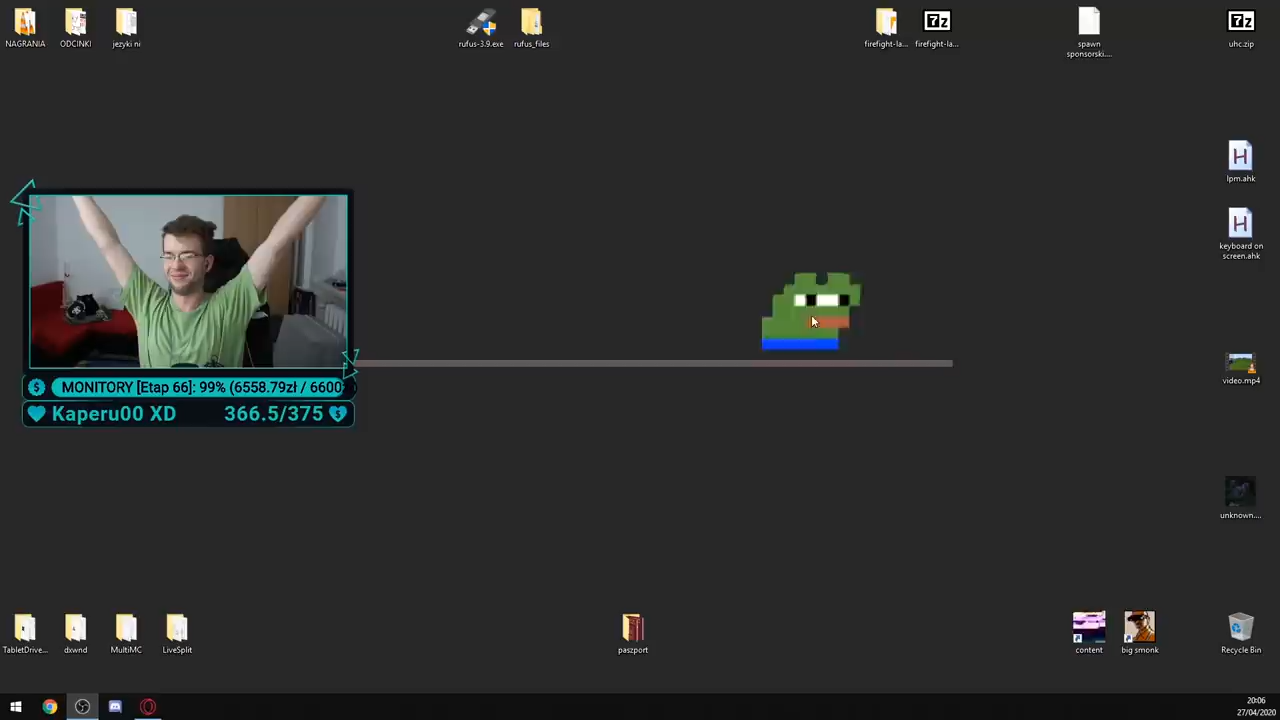 NAGRANIA
ODCINKI
jezyki ni
rufus-3.9.exe
rufus_files
firefight-la...
firefight-la...
spawn
sponsorski....
uhc.zip
lpm.ahk
keyboard on
screen.ahk
MONITORY [Etap 66]: 99% (6558.79zł / 6600
Kaperu00 XD 366.5/375
video.mp4
unknown....
TabletDrive...
dxwnd
MultiMC
LiveSplit
paszport
content
big smonk
Recycle Bin
20:06
27/04/2020